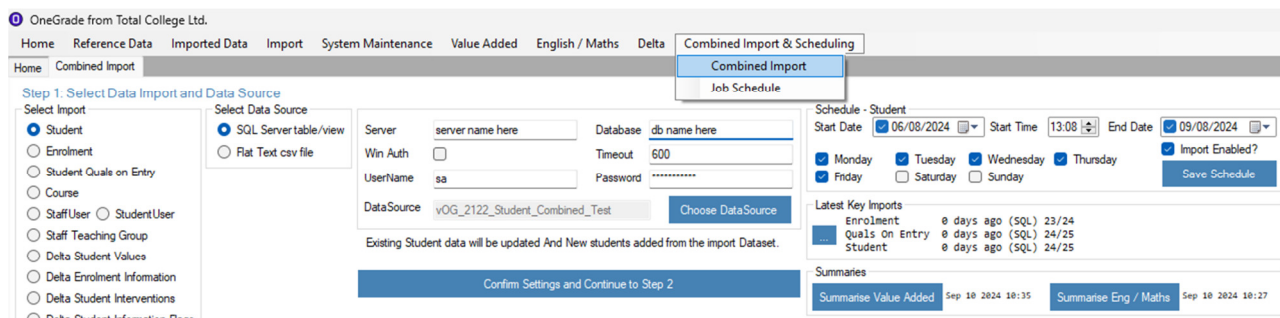 OneGrade from Total College Ltd.
Home Reference Data Imported Data Import System Maintenance Value Added English / Maths Delta Combined Import & Scheduling
Home Combined Import
Combined Import
Job Schedule
Step 1. Select Data Import and Data Source
Select Import
Student
Enrolment
Student Quals on Entry
Course
StaffUser StudentUser
Staff Teaching Group
Delta Student Values
Delta Enrolment Information
Delta Student Interventions
Delta Student Information Flags
Select Data Source
SQL Server table/view
Flat Text csv file
Server server name here Database db name here
Win Auth Timeout 600
UserName sa Password ***********
DataSource vOG_2122_Student_Combined_Test Choose DataSource
Existing Student data will be updated And New students added from the import Dataset.
Confirm Settings and Continue to Step 2
Schedule - Student
Start Date 06/08/2024 Start Time 13:08 End Date 09/08/2024
Monday Tuesday Wednesday Thursday Import Enabled?
Friday Saturday Sunday Save Schedule
Latest Key Imports
...
Enrolment 0 days ago (SQL) 23/24
Quals On Entry 0 days ago (SQL) 24/25
Student 0 days ago (SQL) 24/25
Summaries
Summarise Value Added Sep 10 2024 10:35 Summarise Eng / Maths Sep 10 2024 10:27